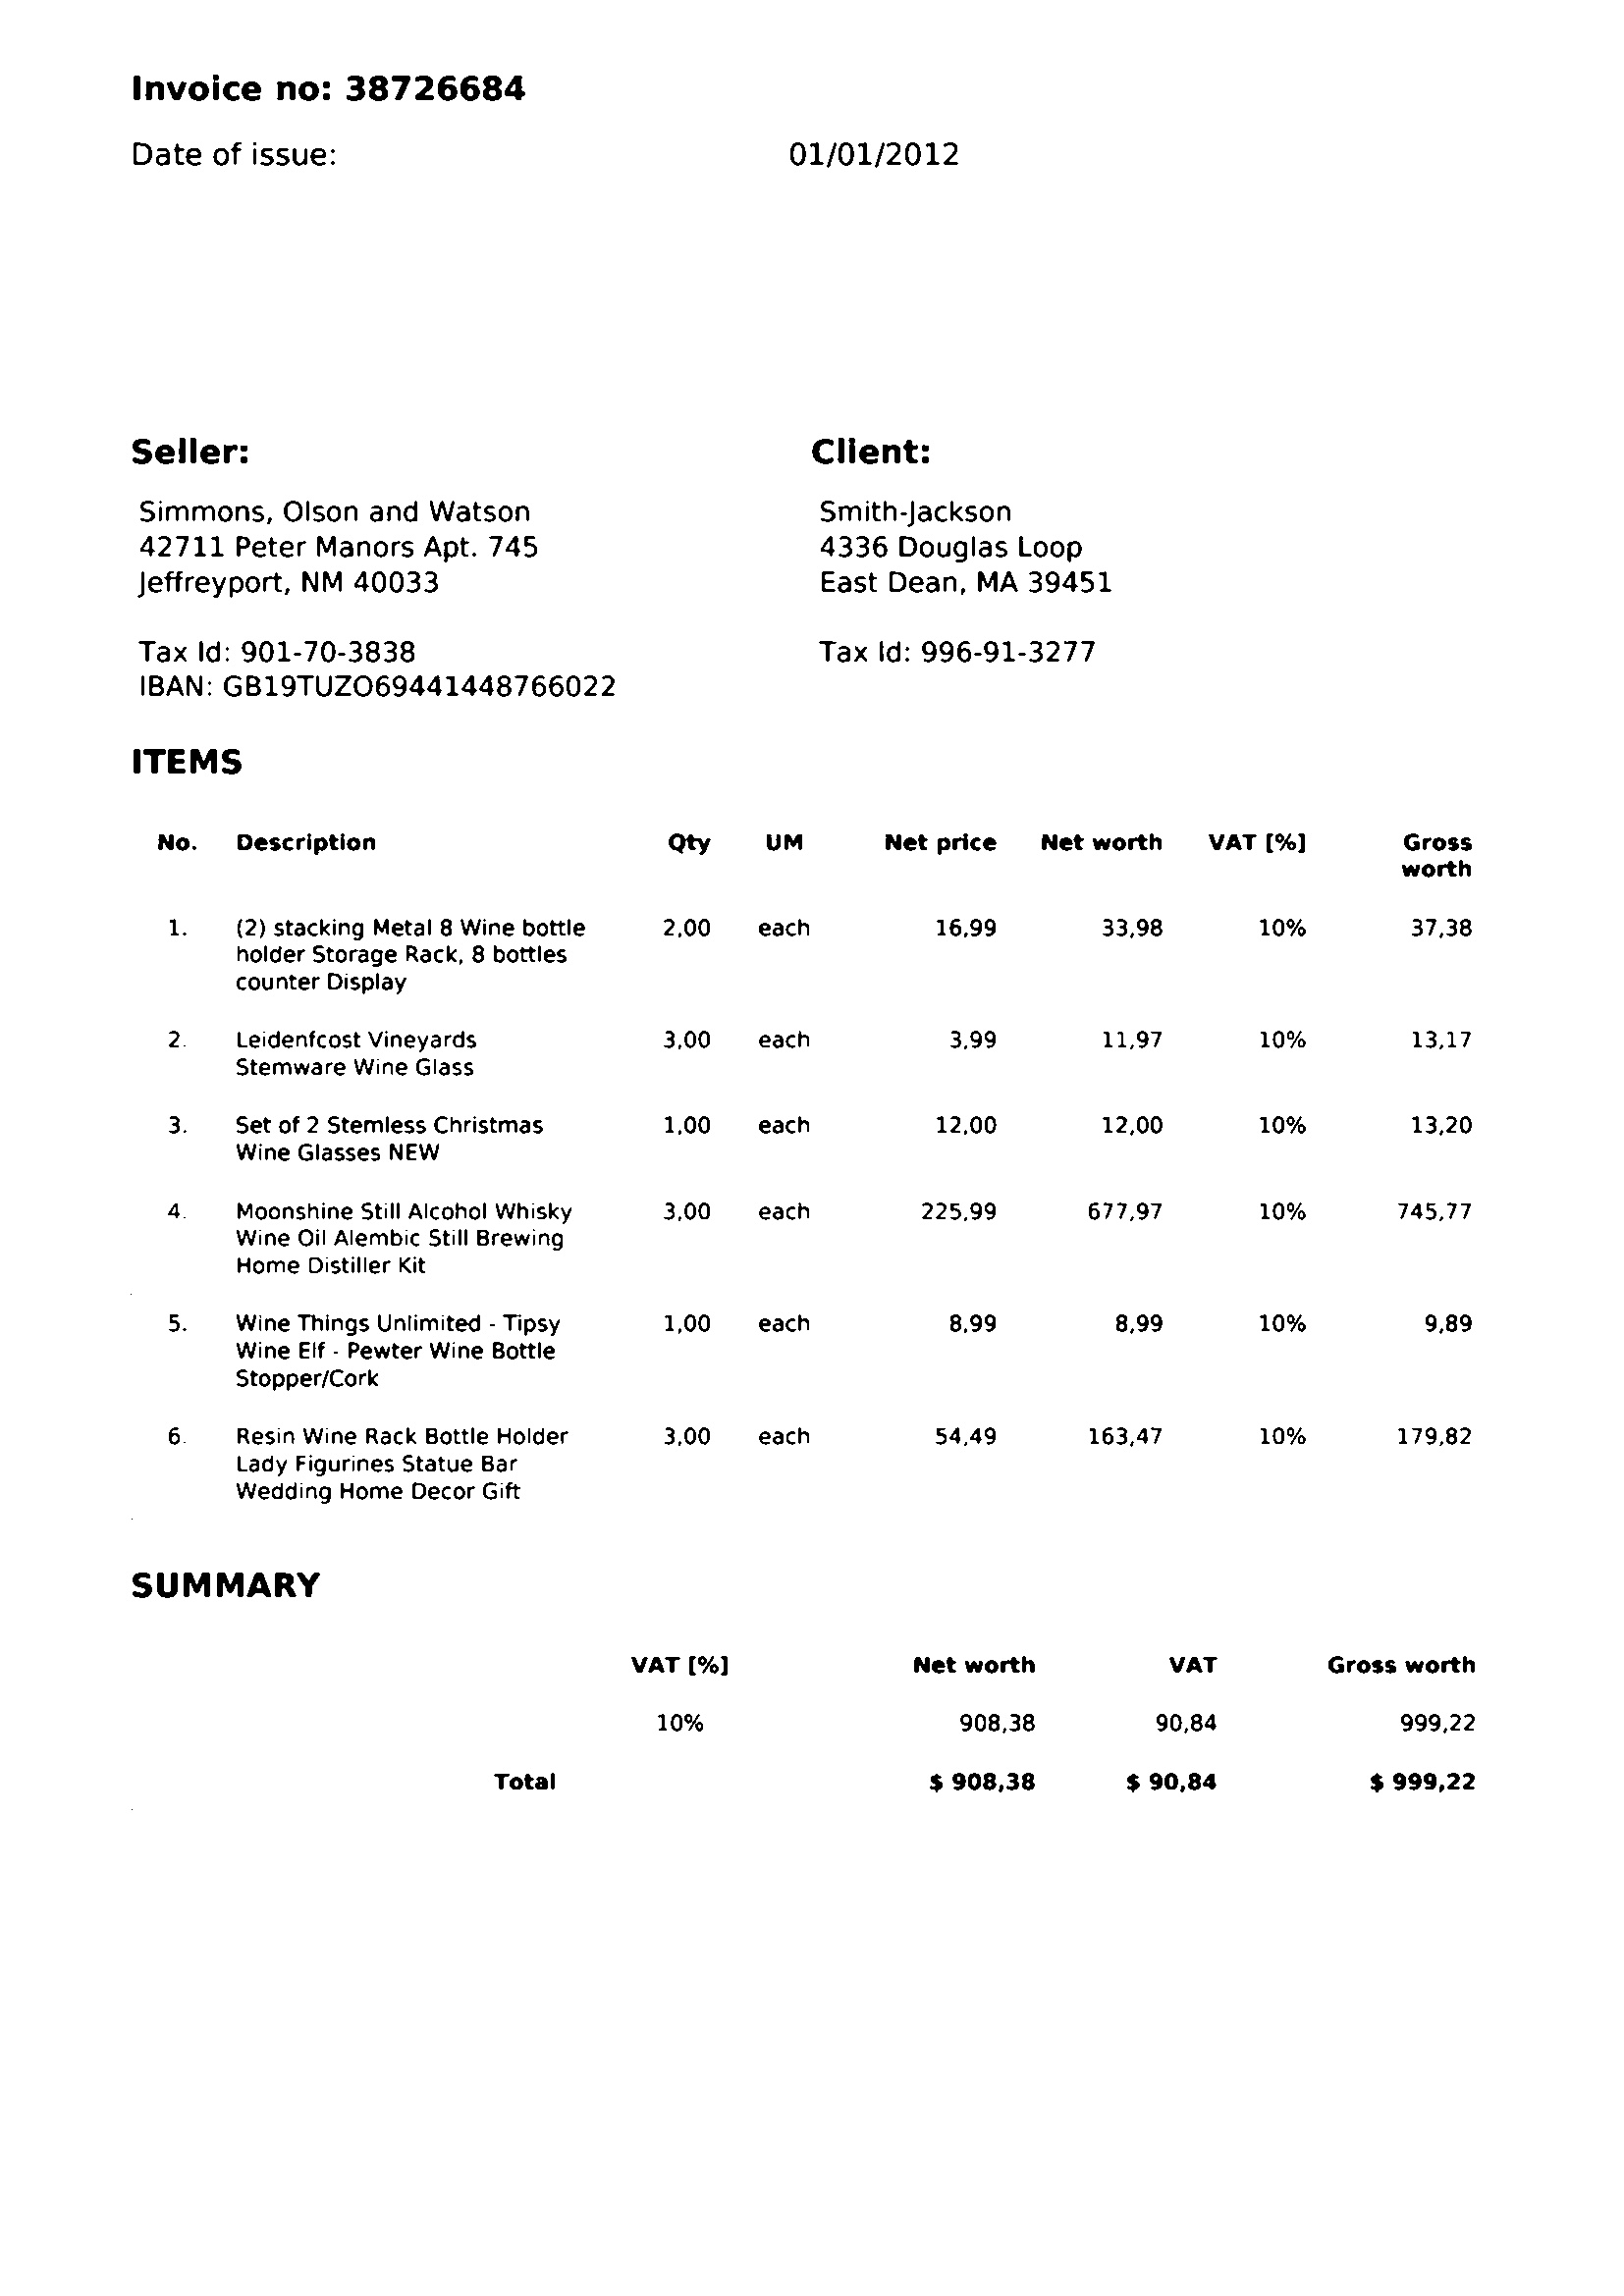 Invoice no: 38726684
Date of issue: 01/01/2012
Seller: Client:
Simmons, Olson and Watson Smith-Jackson
42711 Peter Manors Apt. 745 4336 Douglas Loop
Jeffreyport, NM 40033 East Dean, MA 39451
Tax Id: 901-70-3838 Tax Id: 996-91-3277
IBAN: GB19TUZO69441448766022
ITEMS
No. Description Qty UM Net price Net worth VAT [%] Gross
worth
1. (2) stacking Metal 8 Wine bottle 2,00 each 16,99 33,98 10% 37,38
holder Storage Rack, 8 bottles
counter Display
2. Leidenfcost Vineyards 3,00 each 3,99 11,97 10% 13,17
Stemware Wine Glass
3. Set of 2 Stemless Christmas 1,00 each 12,00 12,00 10% 13,20
Wine Glasses NEW
4. Moonshine Still Alcohol Whisky 3,00 each 225,99 677,97 10% 745,77
Wine Oil Alembic Still Brewing
Home Distiller Kit
5. Wine Things Unlimited - Tipsy 1,00 each 8,99 8,99 10% 9,89
Wine Elf - Pewter Wine Bottle
Stopper/Cork
6. Resin Wine Rack Bottle Holder 3,00 each 54,49 163,47 10% 179,82
Lady Figurines Statue Bar
Wedding Home Decor Gift
SUMMARY
VAT [%] Net worth VAT Gross worth
10% 908,38 90,84 999,22
Total $ 908,38 $ 90,84 $ 999,22